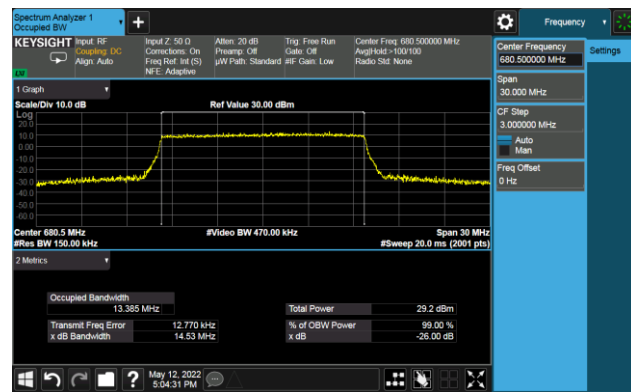 Spectrum Analyzer 1
Occupied BW
Frequency
KEYSIGHT
Input: RF
Coupling: DC
Align: Auto
Input Z: 50 Ω
Corrections: On
Freq Ref: Int (S)
NFE: Adaptive
Atten: 20 dB
Preamp: Off
µW Path: Standard
Trig: Free Run
Gate: Off
#IF Gain: Low
Center Freq: 680.500000 MHz
Avg|Hold:>100/100
Radio Std: None
Center Frequency
680.500000 MHz
Settings
Span
30.000 MHz
CF Step
3.000000 MHz
Auto
Man
Freq Offset
0 Hz
LU
1 Graph
Scale/Div 10.0 dB
Ref Value 30.00 dBm
Log
20.0
10.0
0.00
-10.0
-20.0
-30.0
-40.0
-50.0
-60.0
Center 680.5 MHz
#Video BW 470.00 kHz
Span 30 MHz
#Res BW 150.00 kHz
#Sweep 20.0 ms (2001 pts)
2 Metrics
Occupied Bandwidth
13.385 MHz
Total Power
29.2 dBm
Transmit Freq Error
12.770 kHz
% of OBW Power
99.00 %
x dB Bandwidth
14.53 MHz
x dB
-26.00 dB
May 12, 2022
5:04:31 PM